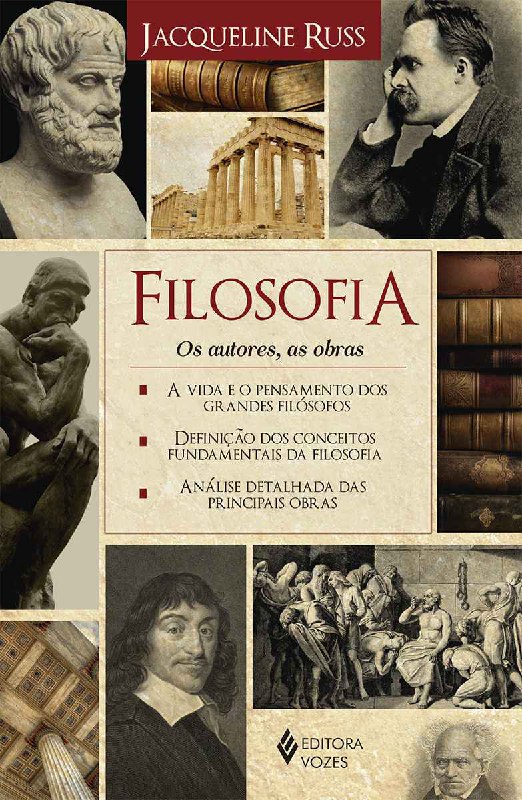 JACQUELINE RUSS
FILOSOFIA
Os autores, as obras
A VIDA E O PENSAMENTO DOS
GRANDES FILÓSOFOS
DEFINIÇÃO DOS CONCEITOS
FUNDAMENTAIS DA FILOSOFIA
ANÁLISE DETALHADA DAS
PRINCIPAIS OBRAS
EDITORA
VOZES